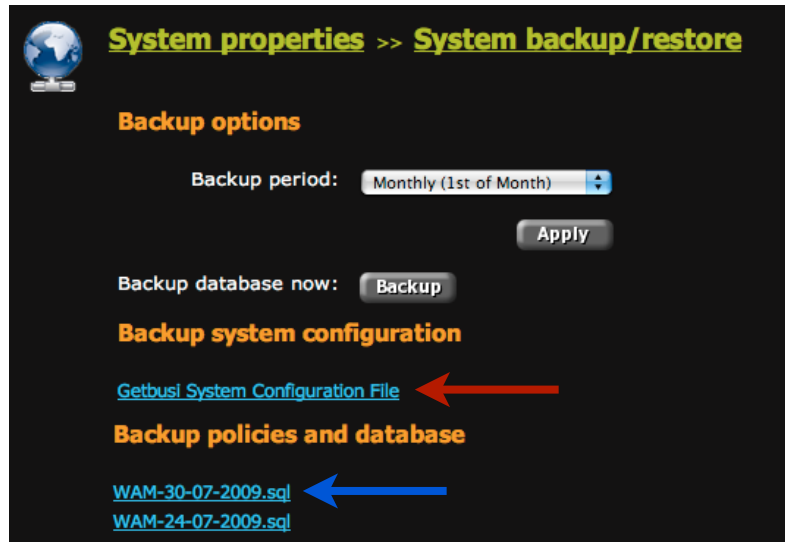 System properties >> System backup/restore
Backup options
Backup period: Monthly (1st of Month)
Apply
Backup database now: Backup
Backup system configuration
Getbusi System Configuration File
Backup policies and database
WAM-30-07-2009.sql
WAM-24-07-2009.sql